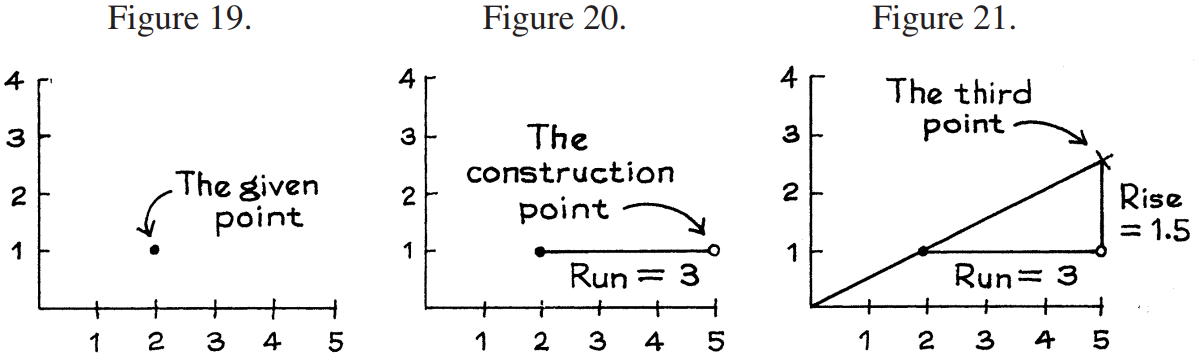 Figure 19.
4
3
2
1
The given
point
1 2 3 4 5
Figure 20.
4
3
2
1
The
construction
point
Run = 3
1 2 3 4 5
Figure 21.
4
3
2
1
The third
point
Rise
= 1.5
Run = 3
1 2 3 4 5